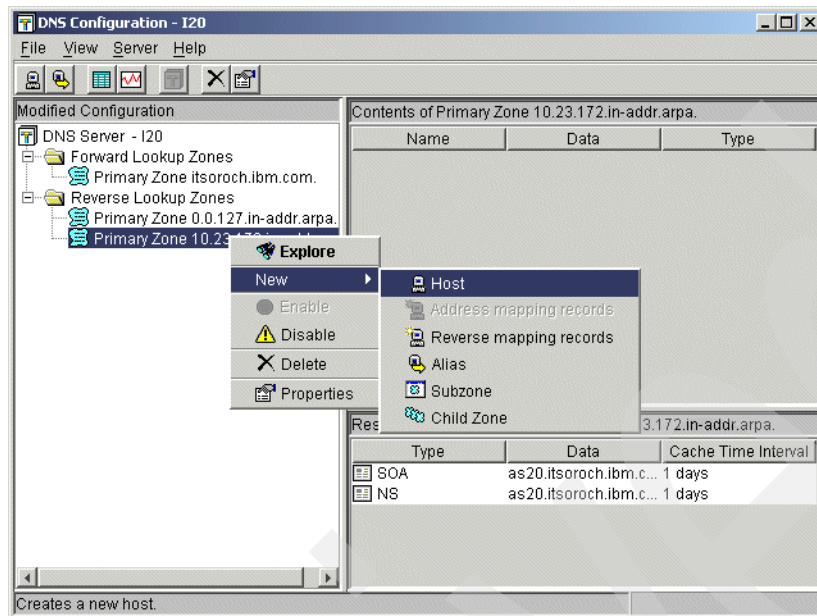 DNS Configuration - I20
File View Server Help
Modified Configuration
DNS Server - I20
Forward Lookup Zones
Primary Zone itsoroch.ibm.com.
Reverse Lookup Zones
Primary Zone 0.0.127.in-addr.arpa.
Primary Zone 10.23
Contents of Primary Zone 10.23.172.in-addr.arpa.
Name Data Type
Explore
New
Enable
Disable
Delete
Properties
Host
Address mapping records
Reverse mapping records
Alias
Subzone
Child Zone
Res 3.172.in-addr.arpa.
Type Data Cache Time Interval
SOA as20.itsoroch.ibm.c... 1 days
NS as20.itsoroch.ibm.c... 1 days
Creates a new host.